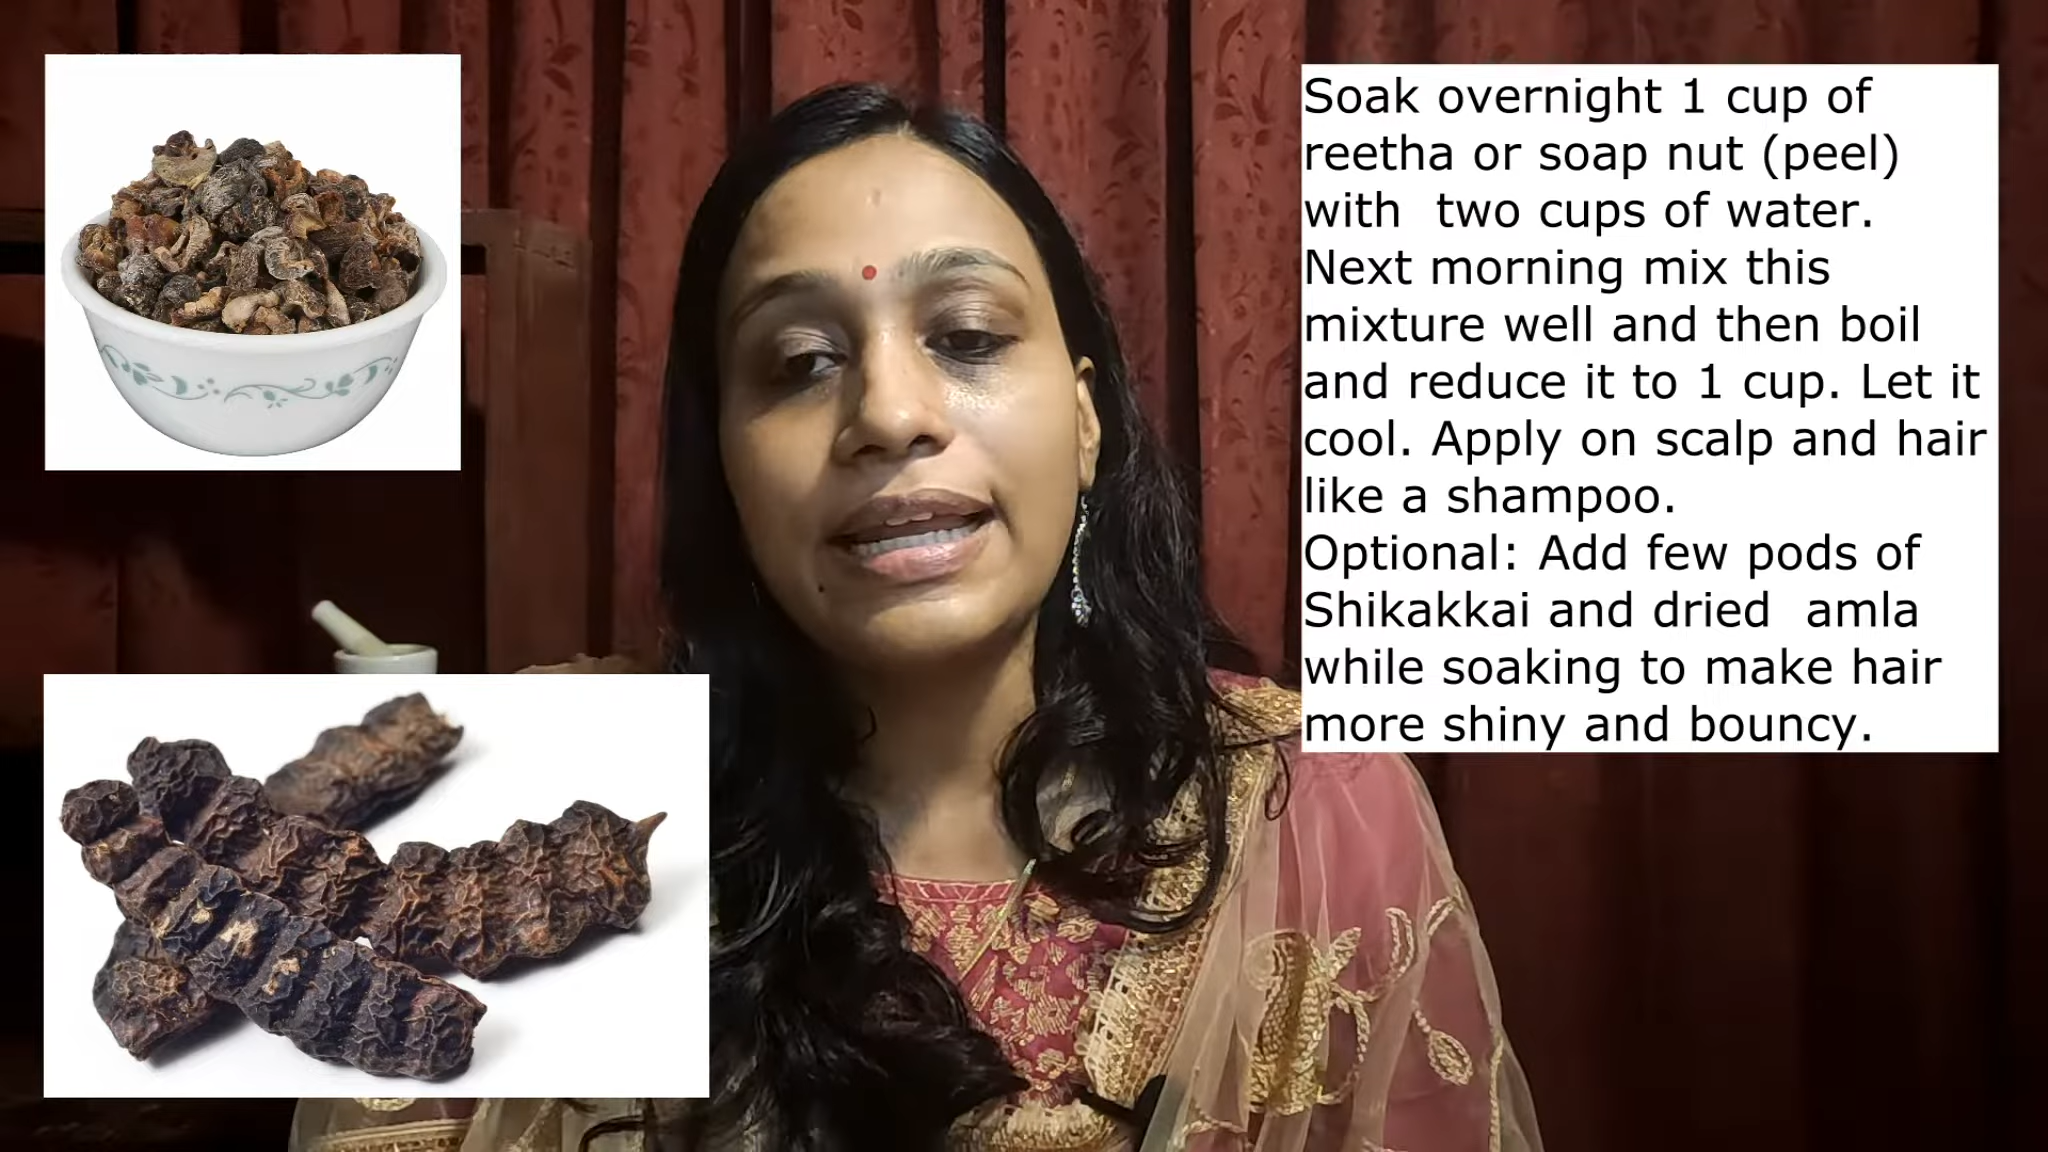 Soak overnight 1 cup of
reetha or soap nut (peel)
with  two cups of water.
Next morning mix this
mixture well and then boil
and reduce it to 1 cup. Let it
cool. Apply on scalp and hair
like a shampoo.
Optional: Add few pods of
Shikakkai and dried  amla
while soaking to make hair
more shiny and bouncy.